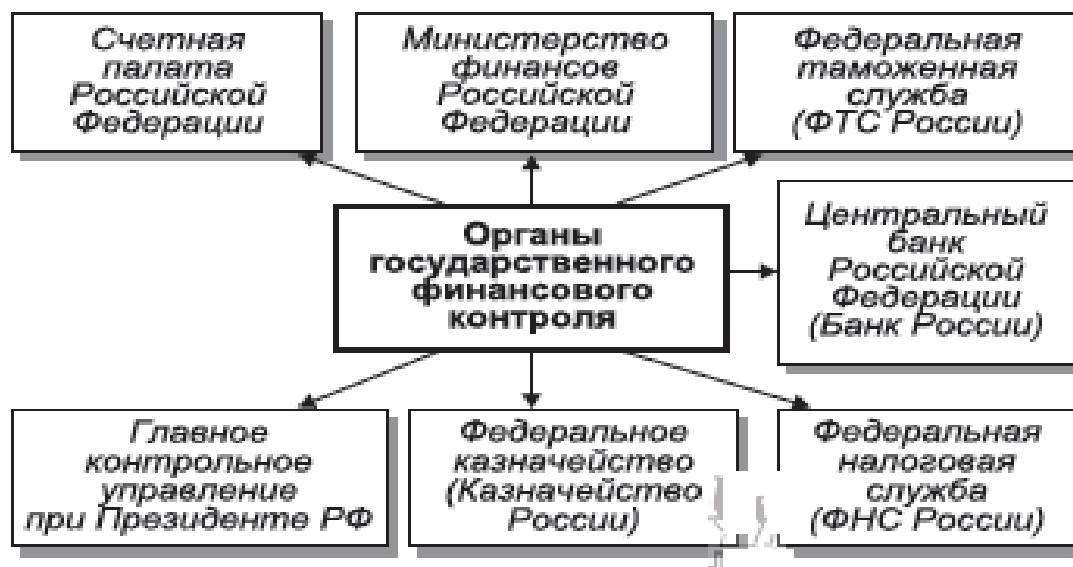 Счетная
палата
Российской
Федерации
Министерство
финансов
Российской
Федерации
Федеральная
таможенная
служба
(ФТС России)
Органы
государственного
финансового
контроля
Центральный
банк
Российской
Федерации
(Банк России)
Главное
контрольное
управление
при Президенте РФ
Федеральное
казначейство
(Казначейство
России)
Федеральная
налоговая
служба
(ФНС России)